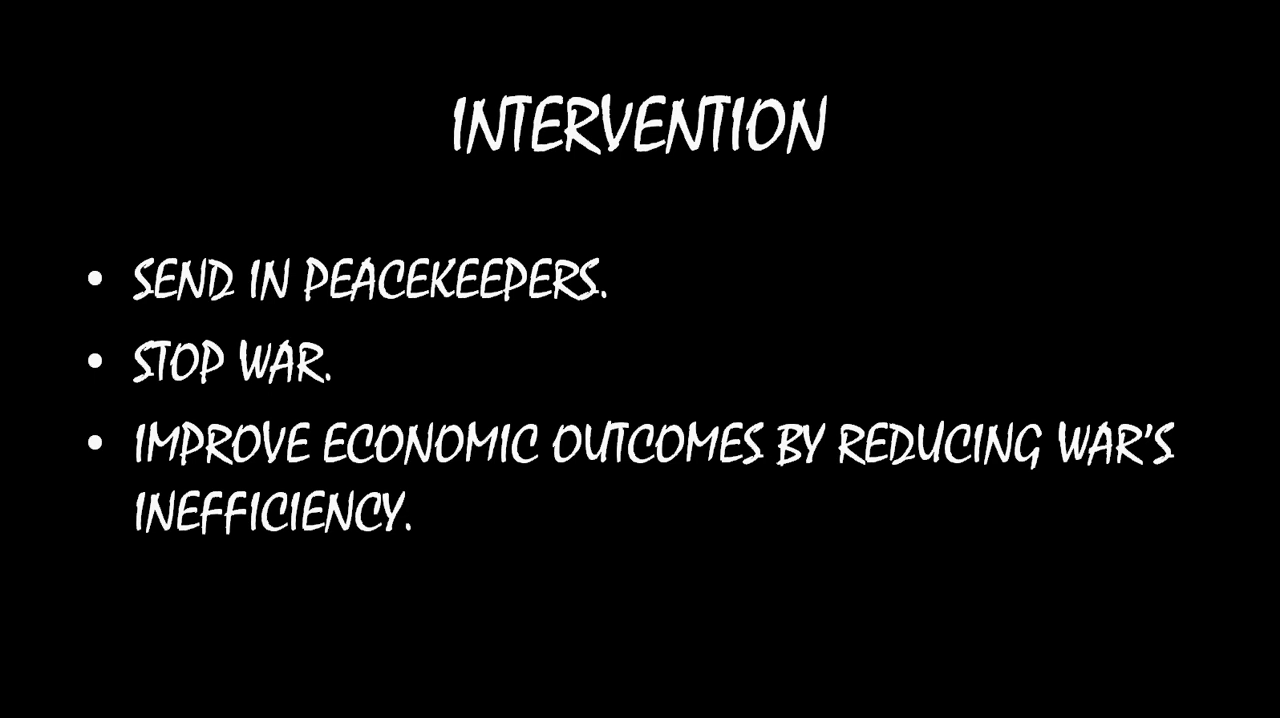 INTERVENTION
• SEND IN PEACEKEEPERS.
• STOP WAR.
• IMPROVE ECONOMIC OUTCOMES BY REDUCING WAR'S
INEFFICIENCY.